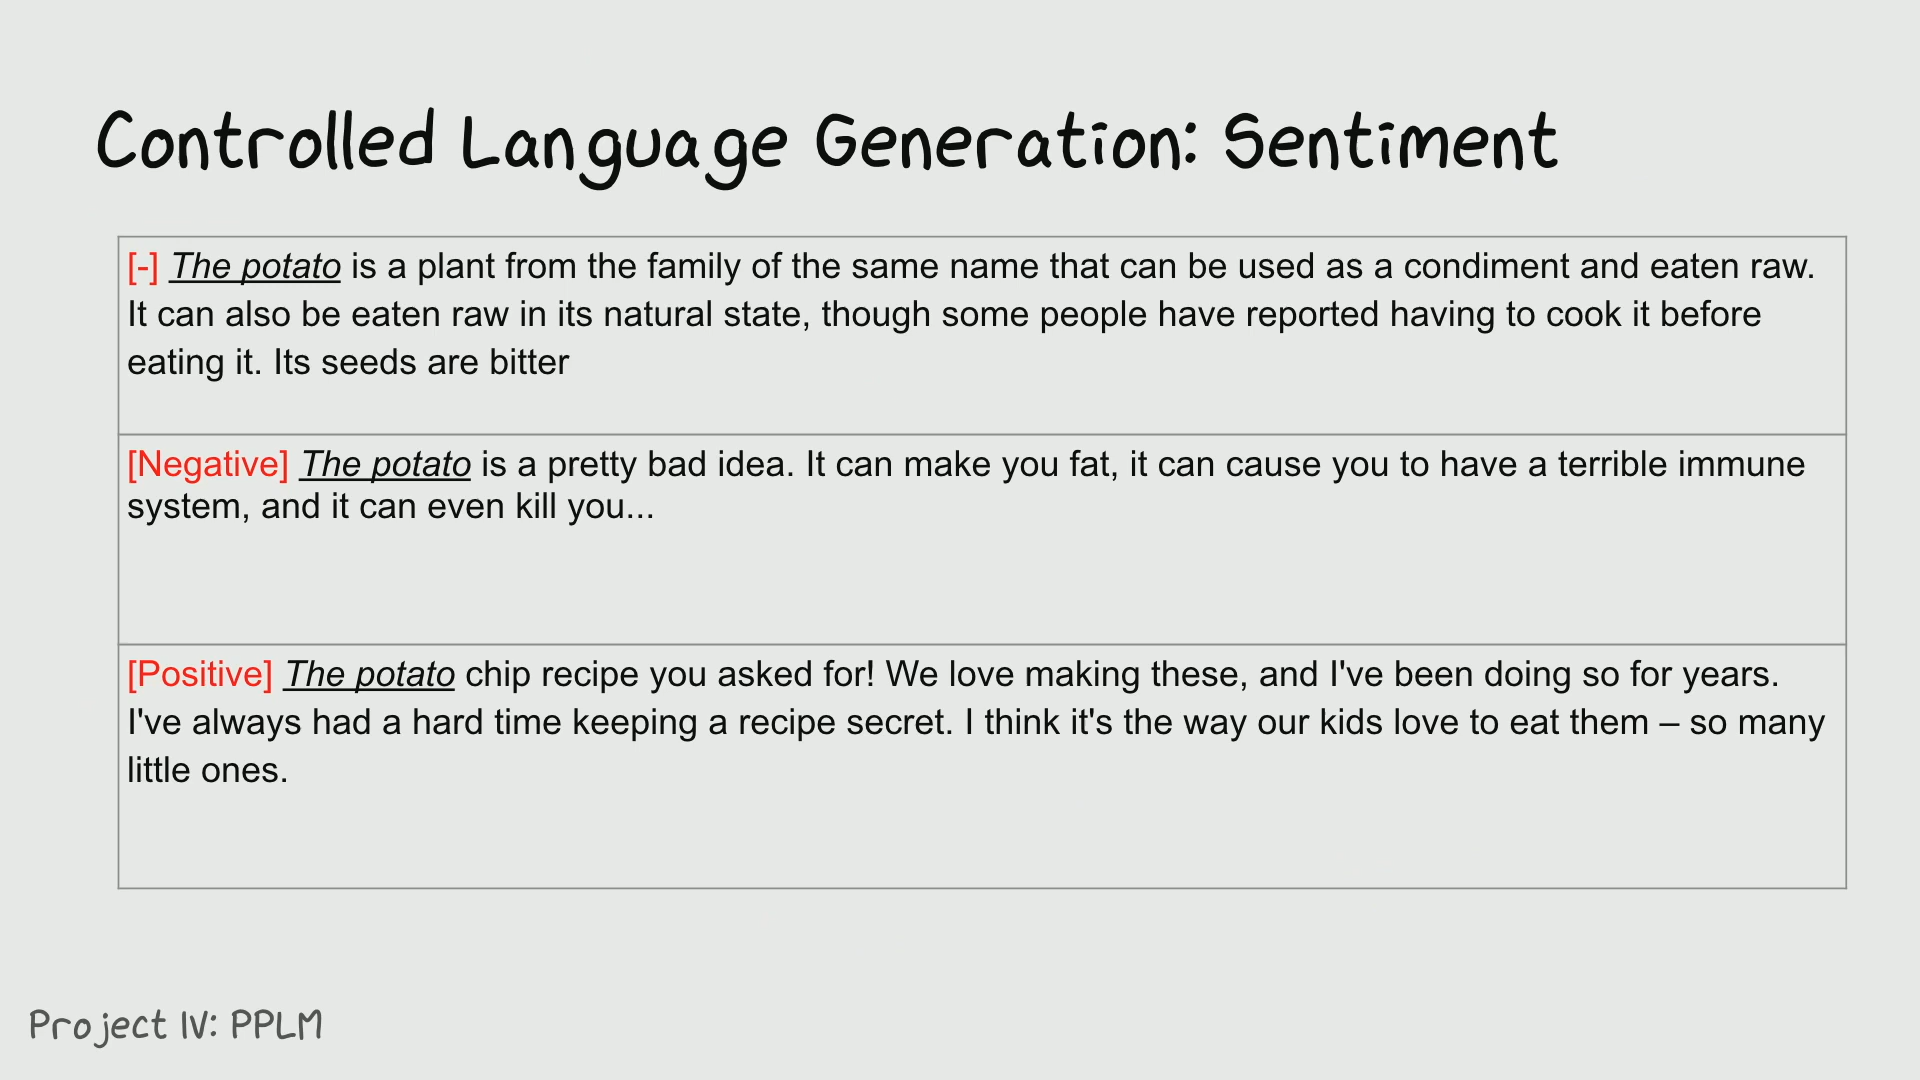 Controlled Language Generation: Sentiment
[-] The potato is a plant from the family of the same name that can be used as a condiment and eaten raw.
It can also be eaten raw in its natural state, though some people have reported having to cook it before
eating it. Its seeds are bitter
[Negative] The potato is a pretty bad idea. It can make you fat, it can cause you to have a terrible immune
system, and it can even kill you...
[Positive] The potato chip recipe you asked for! We love making these, and I've been doing so for years.
I've always had a hard time keeping a recipe secret. I think it's the way our kids love to eat them – so many
little ones.
Project IV: PPLM